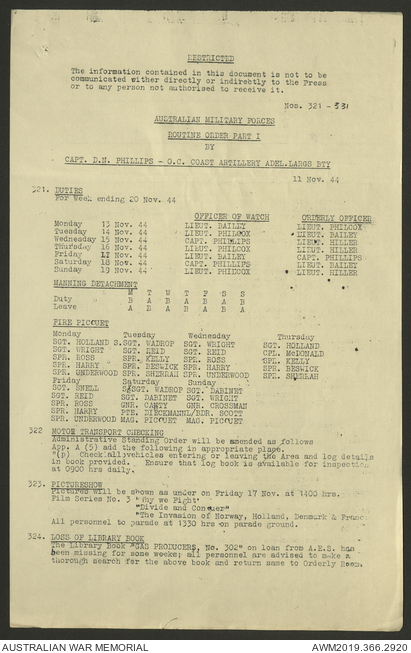 RESTRICTED
The information contained in this document is not to be
communicated wither directly or indirebtly to the Press
or to any person not authorised to receive it.
Nos. 321 - 331
AUSTRALIAN MILITARY FORCES
ROUTINE ORDER PART I
BY
CAPT. D.N. PHILLIPS - O.C. COAST ARTILLERY ADEL.LARGS BTY
11 Nov. 44
321. DUTIES
For week ending 20 Nov. 44
OFFICER OF WATCH ORDERLY OFFICER
Monday 13 Nov. 44 LIEUT. BAILEY LIEUT. PHILCOX
Tuesday 14 Nov. 44 LIEUT. PHILCOX LIEUT. BAILEY
Wednesday 15 Nov. 44 CAPT. PHILLIPS LIEUT. HILLER
Thursday 16 Nov. 44 LIEUT. PHILCOX LIEUT. HILLER
Friday 17 Nov. 44 LIEUT. BAILEY CAPT. PHILLIPS
Saturday 18 Nov. 44 CAPT. PHILLIPS LIEUT. BAILEY
Sunday 19 Nov. 44 LIEUT. PHILCOX LIEUT. HILLER
MANNING DETACHMENT
M T W T F S S
Duty B A B A B A B
Leave A B A B A B A
FIRE PICQUET
Monday Tuesday Wednesday Thursday
SGT. HOLLAND S.SGT. WADROP SGT. WRIGHT SGT. HOLLAND
SGT. WRIGHT SGT. REID SGT. REID CPL. McDONALD
SPR. ROSS SPR. KELLY SPR. ROSS SPR. KELLY
SPR. HARRY SPR. BESWICK SPR. HARRY SPR. BESWICK
SPR. UNDERWOOD SPR. SHERRAH SPR. UNDERWOOD SPR. SHERRAH
Friday Saturday Sunday
SGT. SNELL S/SGT. WADROP SGT. DABINET
SGT. REID SGT. DABINET SGT. WRIGHT
SPR. ROSS GNR. CANTY GNR. CROSSMAN
SPR. HARRY PTE. DIECKMANN L/BDR. SCOTT
SPR. UNDERWOOD MAG. PICQUET MAG. PICQUET
322 MOTOR TRANSPORT CHECKING
Administrative Standing Order will be amended as follows
App. A (5) add the following in appropriate place.
"(p) Check all vehicles entering or leaving the Area and log details
in book provided. Ensure that log book is available for inspection
at 0900 hrs daily.
323. PICTURESHOW
Pictures will be shown as under on Friday 17 Nov. at 1400 hrs.
Film Series No. 3 "Why we Fight"
"Divide and Conquer"
"The Invasion of Norway, Holland, Denmark & France
All personnel to parade at 1330 hrs on parade ground.
324. LOSS OF LIBRARY BOOK
The Library Book "GAS PRODUCERS, No. 302" on loan from A.E.S. has
been missing for some weeks; all personnel are advised to make a
thorough search for the above book and return same to Orderly Room.
AUSTRALIAN WAR MEMORIAL AWM2019.366.2920